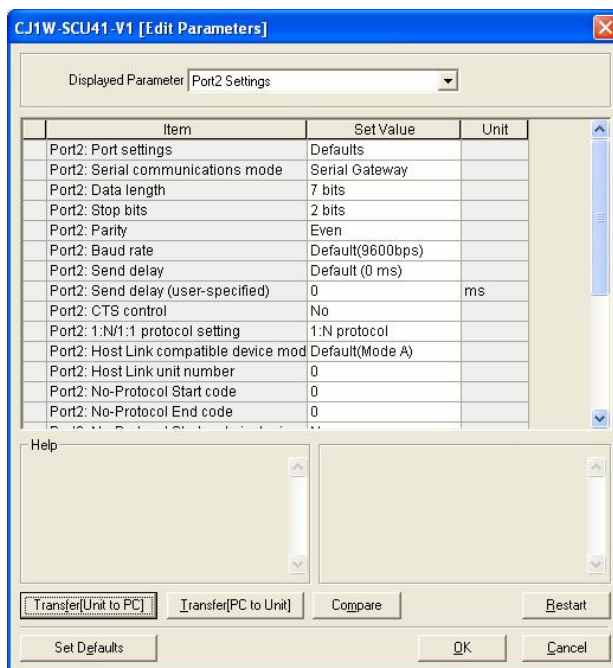 CJ1W-SCU41-V1 [Edit Parameters]
Displayed Parameter Port2 Settings
Item Set Value Unit
Port2: Port settings Defaults
Port2: Serial communications mode Serial Gateway
Port2: Data length 7 bits
Port2: Stop bits 2 bits
Port2: Parity Even
Port2: Baud rate Default(9600bps)
Port2: Send delay Default (0 ms)
Port2: Send delay (user-specified) 0 ms
Port2: CTS control No
Port2: 1:N/1:1 protocol setting 1:N protocol
Port2: Host Link compatible device mod Default(Mode A)
Port2: Host Link unit number 0
Port2: No-Protocol Start code 0
Port2: No-Protocol End code 0
Help
Transfer[Unit to PC] Transfer[PC to Unit] Compare Restart
Set Defaults OK Cancel